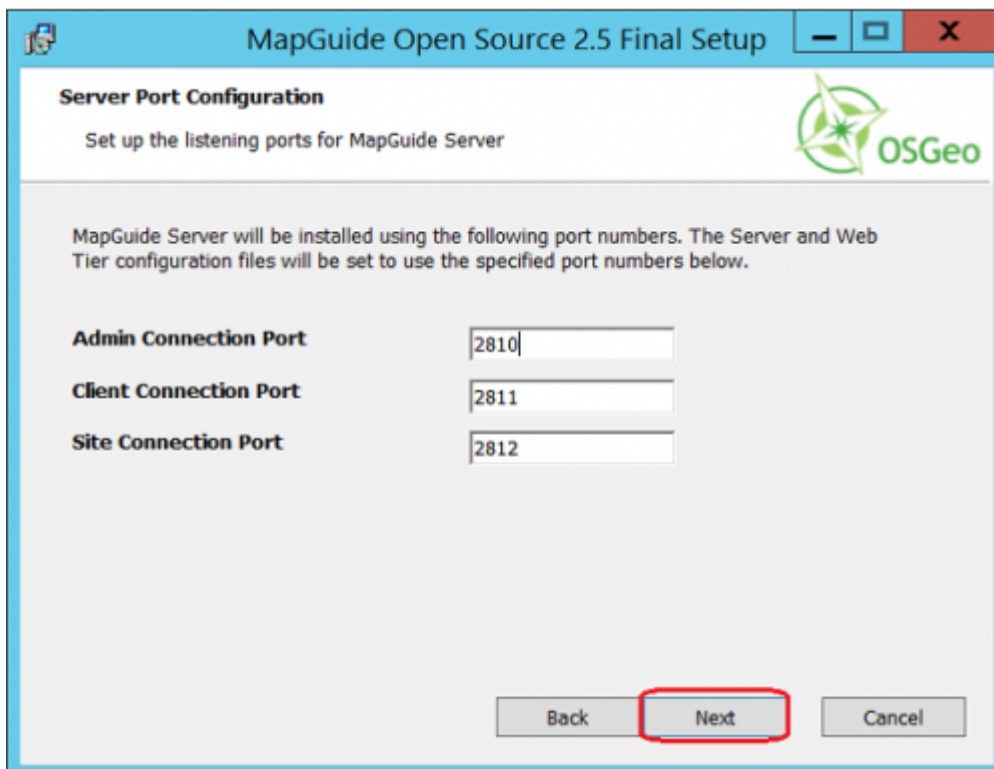 MapGuide Open Source 2.5 Final Setup
Server Port Configuration
Set up the listening ports for MapGuide Server
OSGeo
MapGuide Server will be installed using the following port numbers. The Server and Web
Tier configuration files will be set to use the specified port numbers below.
Admin Connection Port 2810
Client Connection Port 2811
Site Connection Port 2812
Back Next Cancel